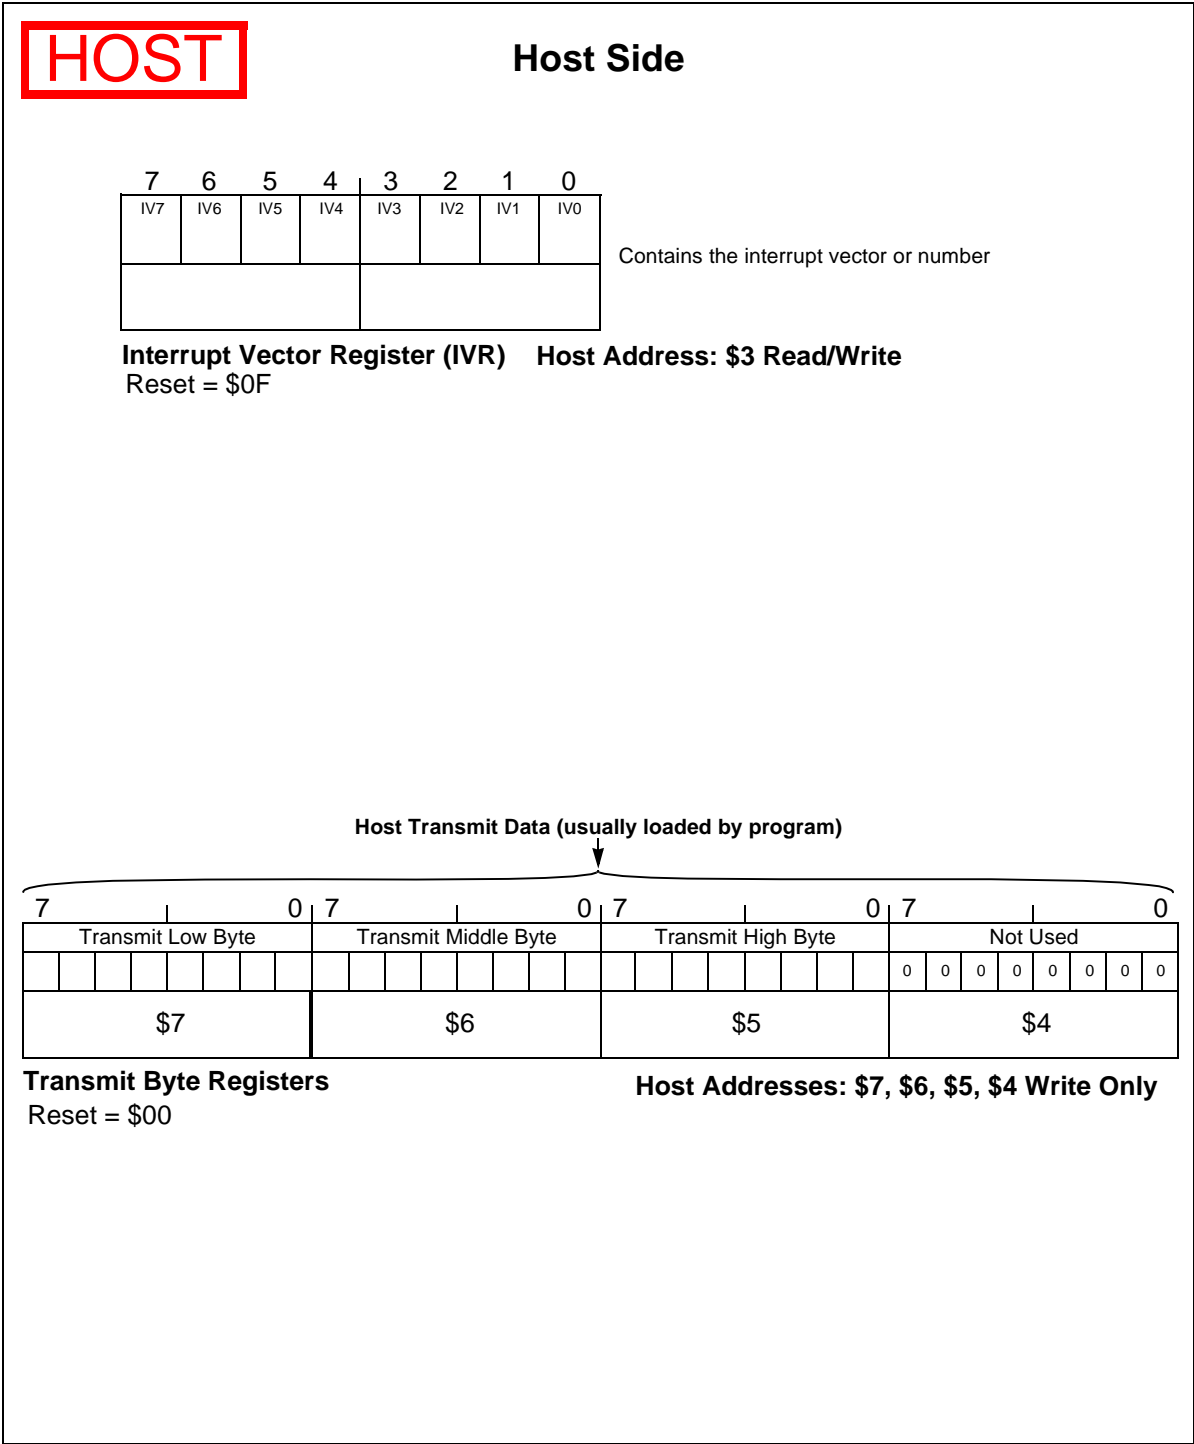 HOST
Host Side
7 6 5 4 3 2 1 0
IV7 IV6 IV5 IV4 IV3 IV2 IV1 IV0
Contains the interrupt vector or number
Interrupt Vector Register (IVR) Host Address: $3 Read/Write
Reset = $0F
Host Transmit Data (usually loaded by program)
7 0 7 0 7 0 7 0
Transmit Low Byte Transmit Middle Byte Transmit High Byte Not Used
0 0 0 0 0 0 0 0
$7 $6 $5 $4
Transmit Byte Registers Host Addresses: $7, $6, $5, $4 Write Only
Reset = $00